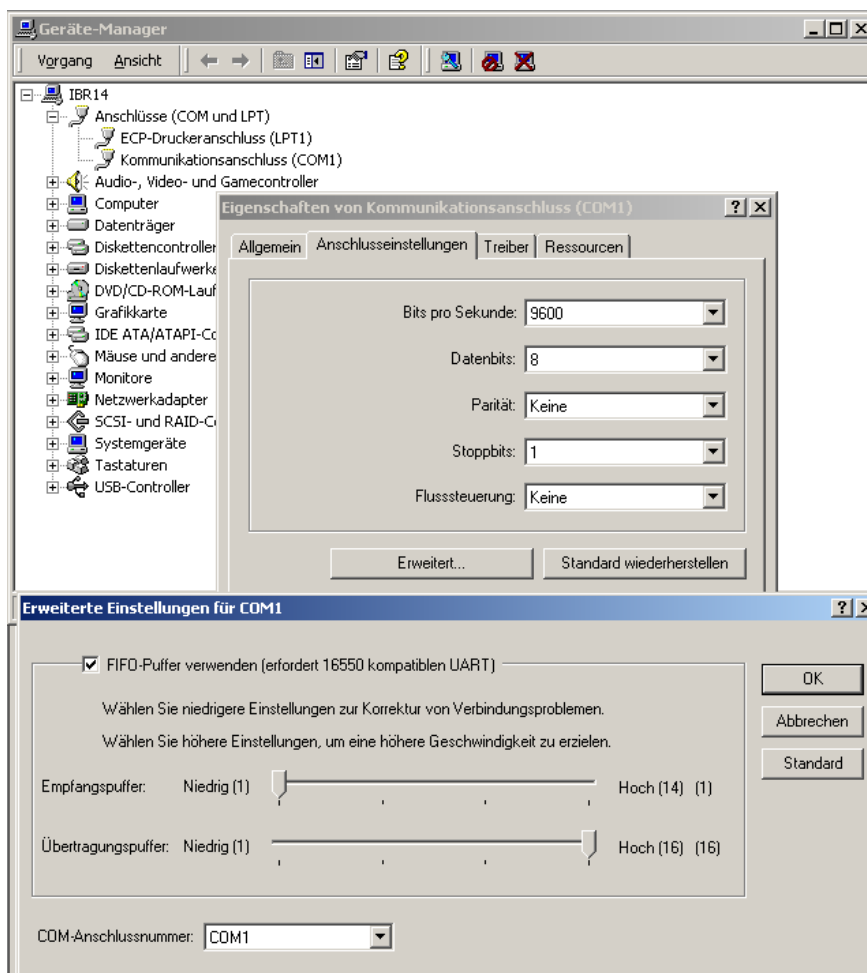 Geräte-Manager
Vorgang Ansicht
IBR14
Anschlüsse (COM und LPT)
ECP-Druckeranschluss (LPT1)
Kommunikationsanschluss (COM1)
Audio-, Video- und Gamecontroller
Computer
Datenträger
Diskettencontroller
Diskettenlaufwerke
DVD/CD-ROM-Lauf
Grafikkarte
IDE ATA/ATAPI-Co
Mäuse und andere
Monitore
Netzwerkadapter
SCSI- und RAID-C
Systemgeräte
Tastaturen
USB-Controller
Eigenschaften von Kommunikationsanschluss (COM1)
Allgemein Anschlusseinstellungen Treiber Ressourcen
Bits pro Sekunde: 9600
Datenbits: 8
Parität: Keine
Stoppbits: 1
Flusssteuerung: Keine
Erweitert... Standard wiederherstellen
Erweiterte Einstellungen für COM1
FIFO-Puffer verwenden (erfordert 16550 kompatiblen UART)
Wählen Sie niedrigere Einstellungen zur Korrektur von Verbindungsproblemen.
Wählen Sie höhere Einstellungen, um eine höhere Geschwindigkeit zu erzielen.
Empfangspuffer: Niedrig (1) Hoch (14) (1)
Übertragungspuffer: Niedrig (1) Hoch (16) (16)
COM-Anschlussnummer: COM1
OK
Abbrechen
Standard